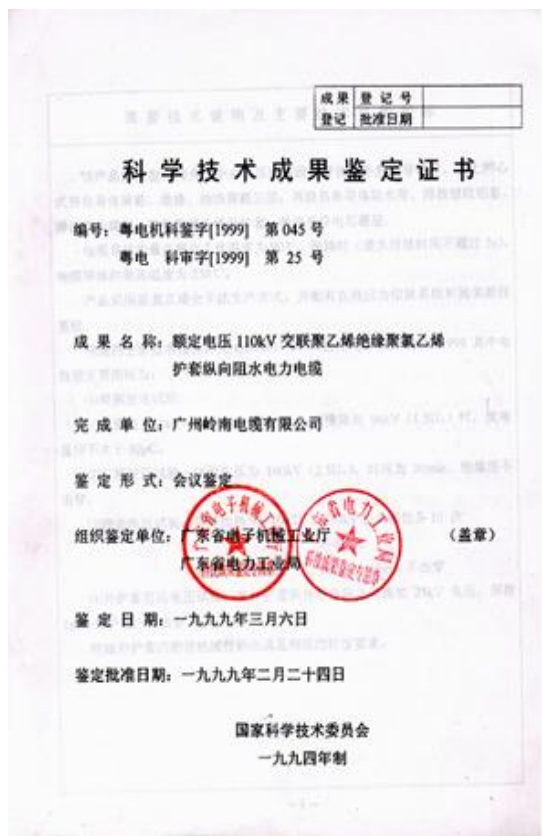 成果登记 登记号
批准日期
科学技术成果鉴定证书
编号：粤电机科鉴字[1999] 第045号
粤电 科审字[1999] 第25号
成果名称：额定电压110kV交联聚乙烯绝缘聚氯乙烯
护套纵向阻水电力电缆
完成单位：广州岭南电缆有限公司
鉴定形式：会议鉴定
组织鉴定单位：广东省电子机械工业厅 （盖章）
广东省电力工业局
鉴定日期：一九九九年三月六日
鉴定批准日期：一九九九年二月二十四日
国家科学技术委员会
一九九四年制